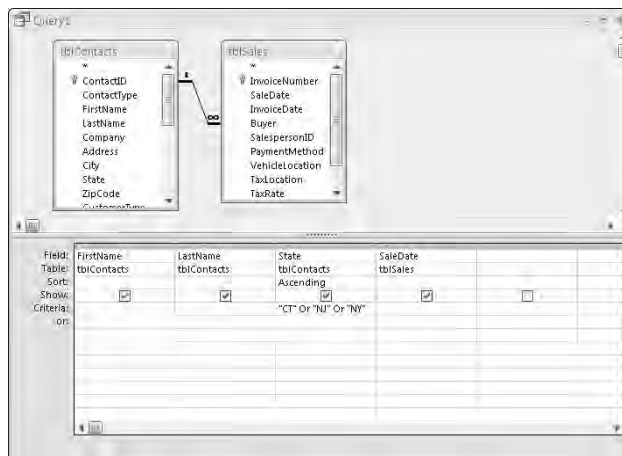 Query1
tblContacts
*
ContactID
ContactType
FirstName
LastName
Company
Address
City
State
ZipCode
CustomerType
1
∞
tblSales
*
InvoiceNumber
SaleDate
InvoiceDate
Buyer
SalespersonID
PaymentMethod
VehicleLocation
TaxLocation
TaxRate
Field: FirstName LastName State SaleDate
Table: tblContacts tblContacts tblContacts tblSales
Sort: Ascending
Show:
Criteria: "CT" Or "NJ" Or "NY"
or: